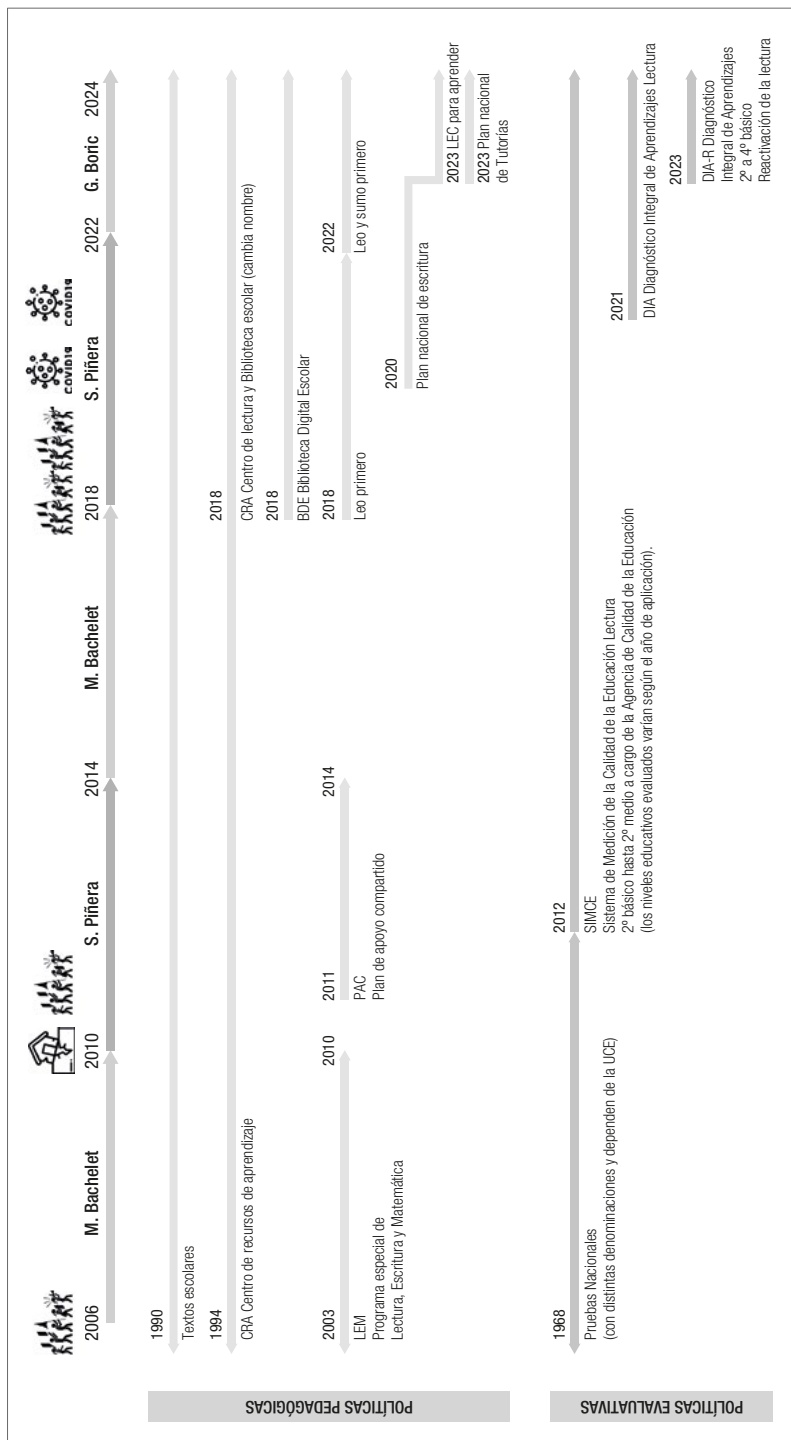 2006
M. Bachelet
2010
S. Piñera
2014
M. Bachelet
2018
S. Piñera
COVID19
COVID19
2022
G. Boric
2024
POLÍTICAS PEDAGÓGICAS
1990
Textos escolares
1994
CRA Centro de recursos de aprendizaje
2018
CRA Centro de lectura y Biblioteca escolar (cambia nombre)
2018
BDE Biblioteca Digital Escolar
2003
LEM
Programa especial de
Lectura, Escritura y Matemática
2010
2011
PAC
Plan de apoyo compartido
2014
2018
Leo primero
2022
Leo y sumo primero
2020
Plan nacional de escritura
2023 LEC para aprender
2023 Plan nacional
de Tutorías
POLÍTICAS EVALUATIVAS
1968
Pruebas Nacionales
(con distintas denominaciones y dependen de la UCE)
2012
SIMCE
Sistema de Medición de la Calidad de la Educación Lectura
2º básico hasta 2º medio a cargo de la Agencia de Calidad de la Educación
(los niveles educativos evaluados varían según el año de aplicación).
2021
DIA Diagnóstico Integral de Aprendizajes Lectura
2023
DIA-R Diagnóstico
Integral de Aprendizajes
2º a 4º básico
Reactivación de la lectura